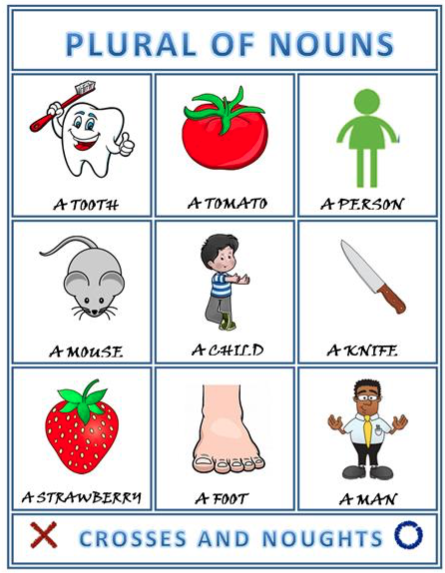 PLURAL OF NOUNS
A TOOTH A TOMATO A PERSON
A MOUSE A CHILD A KNIFE
A STRAWBERRY A FOOT A MAN
CROSSES AND NOUGHTS